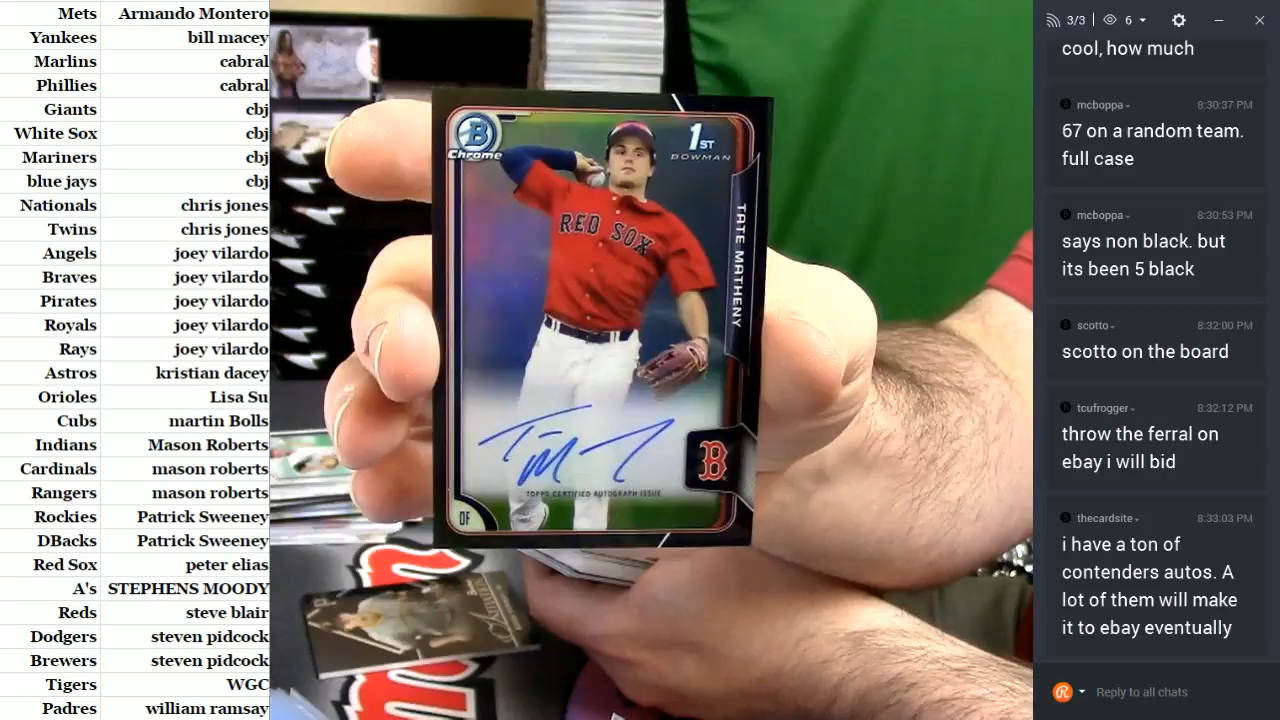 Mets Armando Montero
Yankees bill macey
Marlins cabral
Phillies cabral
Giants cbj
White Sox cbj
Mariners cbj
blue jays cbj
Nationals chris jones
Twins chris jones
Angels joey vilardo
Braves joey vilardo
Pirates joey vilardo
Royals joey vilardo
Rays joey vilardo
Astros kristian dacey
Orioles Lisa Su
Cubs martin Bolls
Indians Mason Roberts
Cardinals mason roberts
Rangers mason roberts
Rockies Patrick Sweeney
DBacks Patrick Sweeney
Red Sox peter elias
A's STEPHENS MOODY
Reds steve blair
Dodgers steven pidcock
Brewers steven pidcock
Tigers WGC
Padres william ramsay
B
Chrome
1ST
BOWMAN
TATE MATHENY
RED SOX
B
TOPPS CERTIFIED AUTOGRAPH ISSUE
OF
3/3 6
cool, how much
mcboppa 8:30:37 PM
67 on a random team.
full case
mcboppa 8:30:53 PM
says non black. but
its been 5 black
scotto 8:32:00 PM
scotto on the board
tcufrogger 8:32:12 PM
throw the ferral on
ebay i will bid
thecardsite 8:33:03 PM
i have a ton of
contenders autos. A
lot of them will make
it to ebay eventually
Reply to all chats